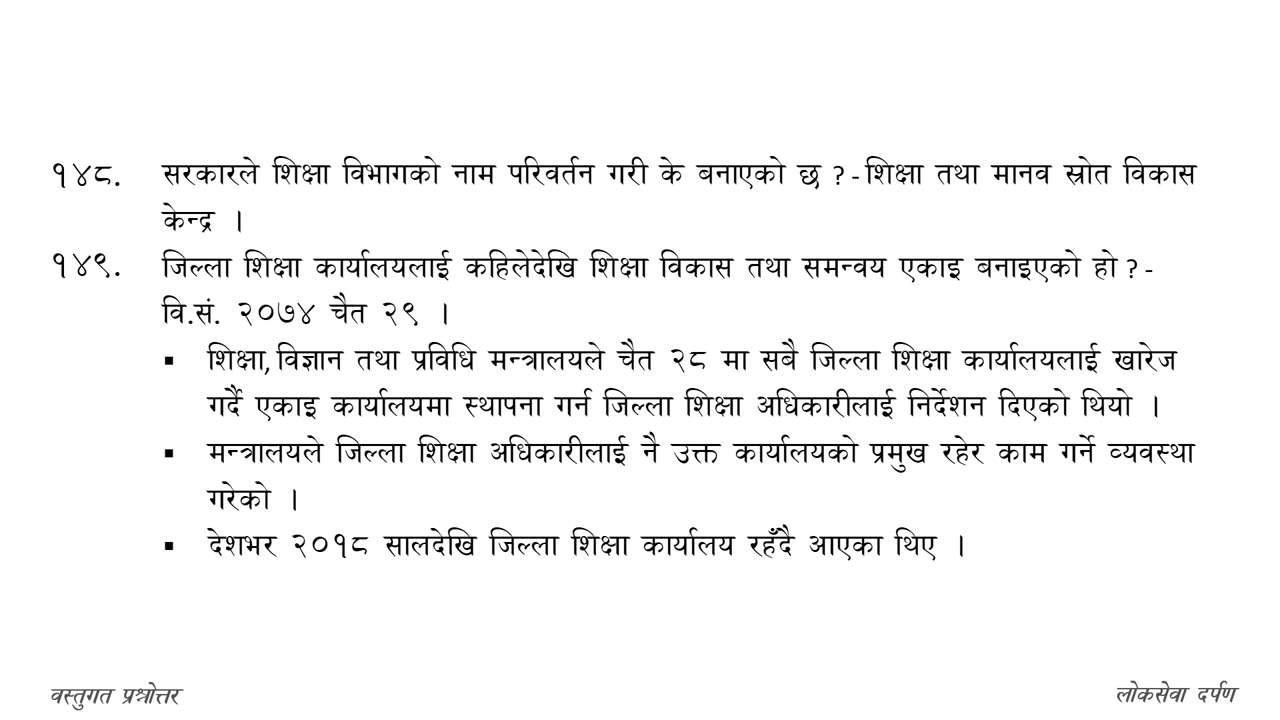 १४८. सरकारले शिक्षा विभागको नाम परिवर्तन गरी के बनाएको छ ? - शिक्षा तथा मानव स्रोत विकास
केन्द्र ।
१४९. जिल्ला शिक्षा कार्यालयलाई कहिलेदेखि शिक्षा विकास तथा समन्वय एकाइ बनाइएको हो ? -
वि.सं. २०७४ चैत २९ ।
▪ शिक्षा, विज्ञान तथा प्रविधि मन्त्रालयले चैत २८ मा सबै जिल्ला शिक्षा कार्यालयलाई खारेज
गर्दै एकाइ कार्यालयमा स्थापना गर्न जिल्ला शिक्षा अधिकारीलाई निर्देशन दिएको थियो ।
▪ मन्त्रालयले जिल्ला शिक्षा अधिकारीलाई नै उक्त कार्यालयको प्रमुख रहेर काम गर्ने व्यवस्था
गरेको ।
▪ देशभर २०१८ सालदेखि जिल्ला शिक्षा कार्यालय रहँदै आएका थिए ।
वस्तुगत प्रश्नोत्तर
लोकसेवा दर्पण